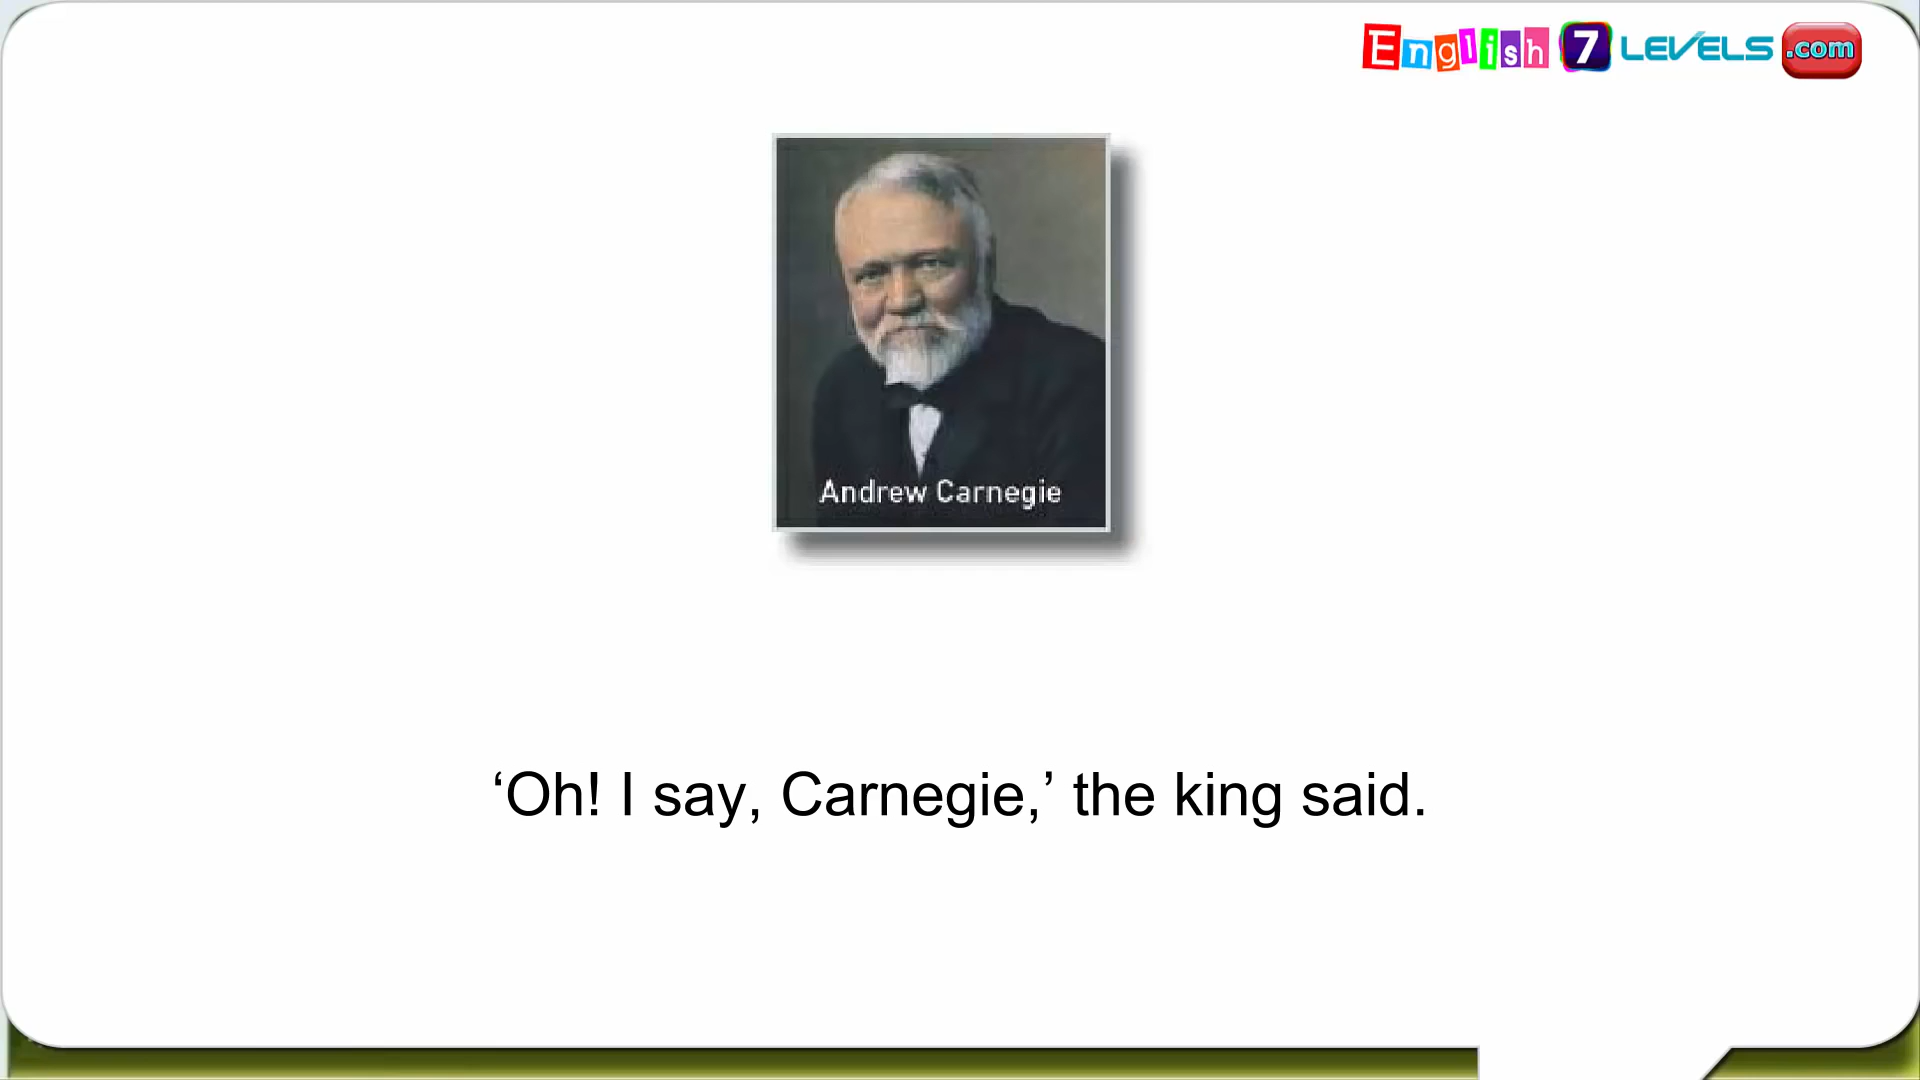 English 7 LEVELS .com
Andrew Carnegie
‘Oh! I say, Carnegie,’ the king said.